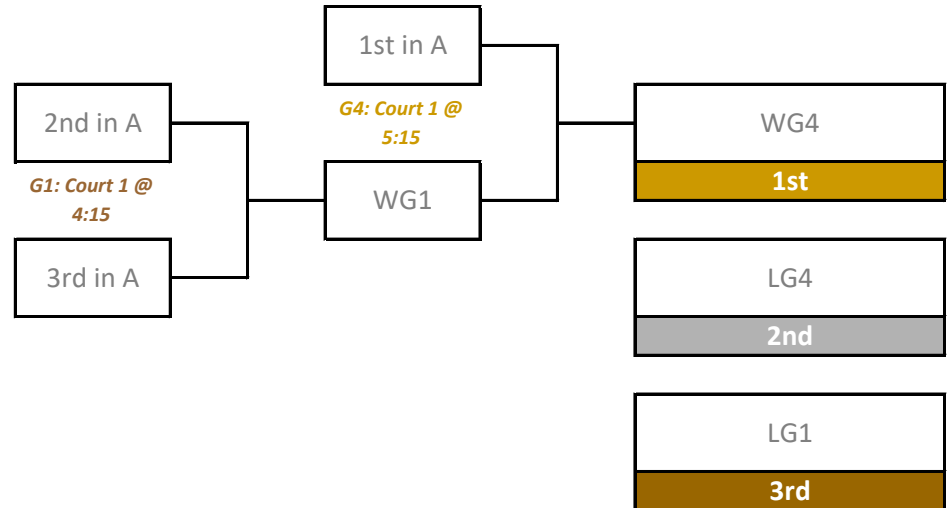 1st in A
2nd in A
G4: Court 1 @
5:15
WG4
G1: Court 1 @
4:15
WG1
1st
3rd in A
LG4
2nd
LG1
3rd